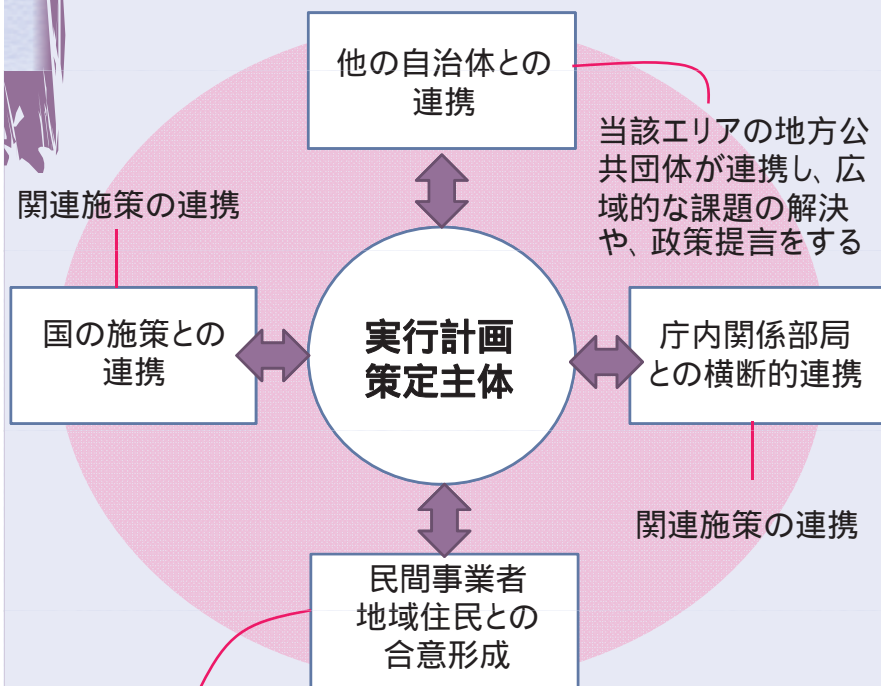 他の自治体との
連携
当該エリアの地方公
共団体が連携し、広
域的な課題の解決
や、政策提言をする
関連施策の連携
国の施策との
連携
実行計画
策定主体
庁内関係部局
との横断的連携
関連施策の連携
民間事業者
地域住民との
合意形成